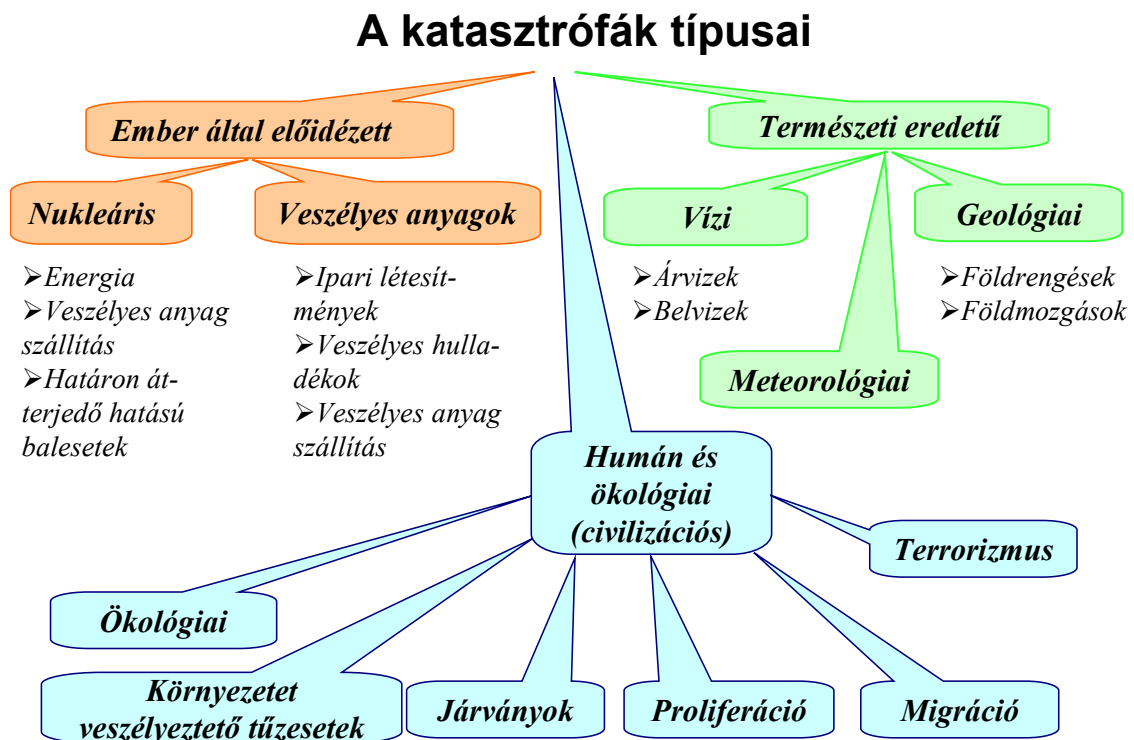 A katasztrófák típusai
Ember által előidézett
Természeti eredetű
Nukleáris
Veszélyes anyagok
Vízi
Geológiai
➢Energia
➢Veszélyes anyag
szállítás
➢Határon át-
terjedő hatású
balesetek
➢Ipari létesít-
mények
➢Veszélyes hulla-
dékok
➢Veszélyes anyag
szállítás
➢Árvizek
➢Belvizek
➢Földrengések
➢Földmozgások
Meteorológiai
Humán és
ökológiai
(civilizációs)
Terrorizmus
Ökológiai
Környezetet
veszélyeztető tűzesetek
Járványok
Proliferáció
Migráció